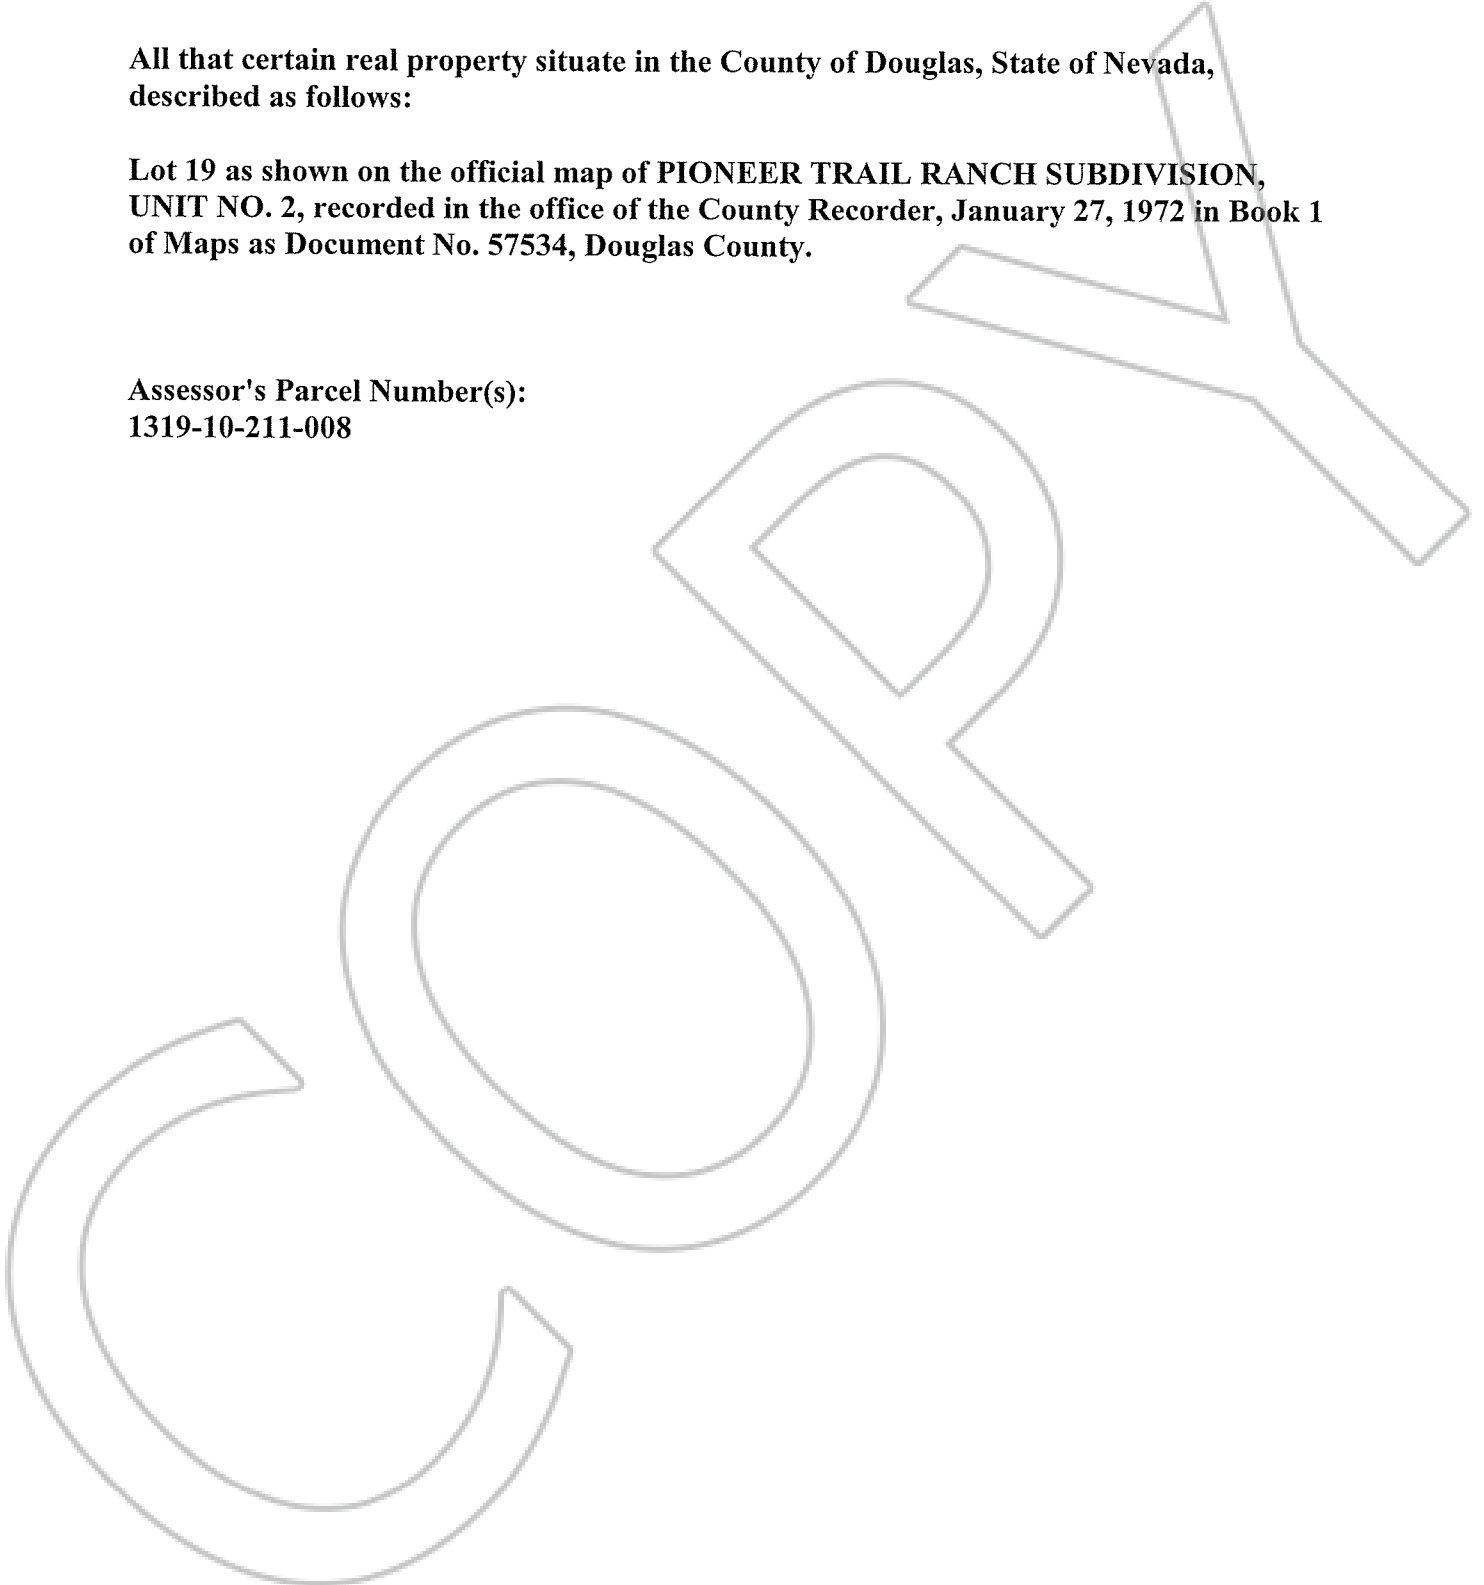 All that certain real property situate in the County of Douglas, State of Nevada,
described as follows:
Lot 19 as shown on the official map of PIONEER TRAIL RANCH SUBDIVISION,
UNIT NO. 2, recorded in the office of the County Recorder, January 27, 1972 in Book 1
of Maps as Document No. 57534, Douglas County.
Assessor's Parcel Number(s):
1319-10-211-008
COPY